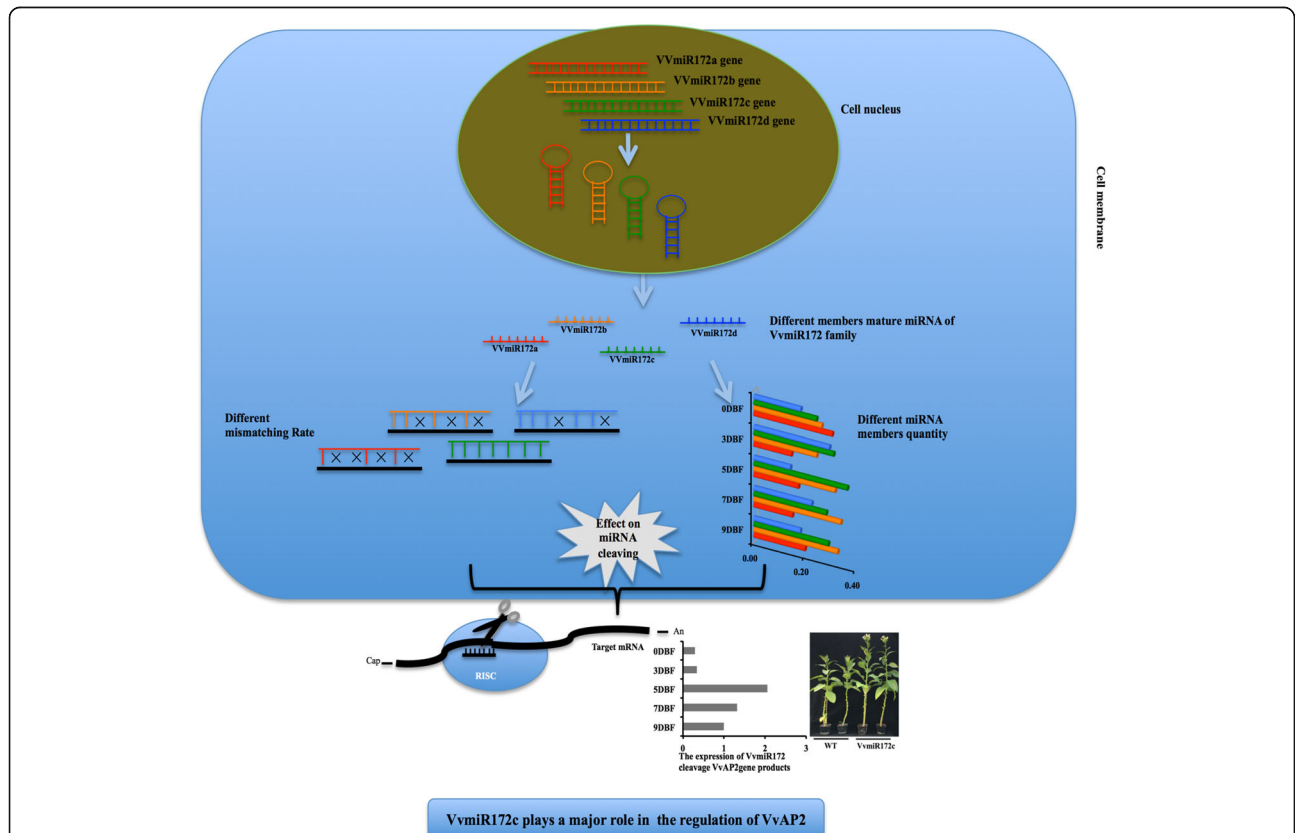 VVmiR172a gene
VVmiR172b gene
VVmiR172c gene
VVmiR172d gene
Cell nucleus
Cell membrane
VVmiR172b
VVmiR172d
VVmiR172a
VVmiR172c
Different members mature miRNA of
VvmiR172 family
Different
mismatching Rate
0DBF
3DBF
5DBF
7DBF
9DBF
0.00
0.20
0.40
Different miRNA
members quantity
Effect on
miRNA
cleaving
Cap
RISC
Target mRNA
An
0DBF
3DBF
5DBF
7DBF
9DBF
0
1
2
3
The expression of VvmiR172
cleavage VvAP2gene products
WT
VvmiR172c
VvmiR172c plays a major role in the regulation of VvAP2